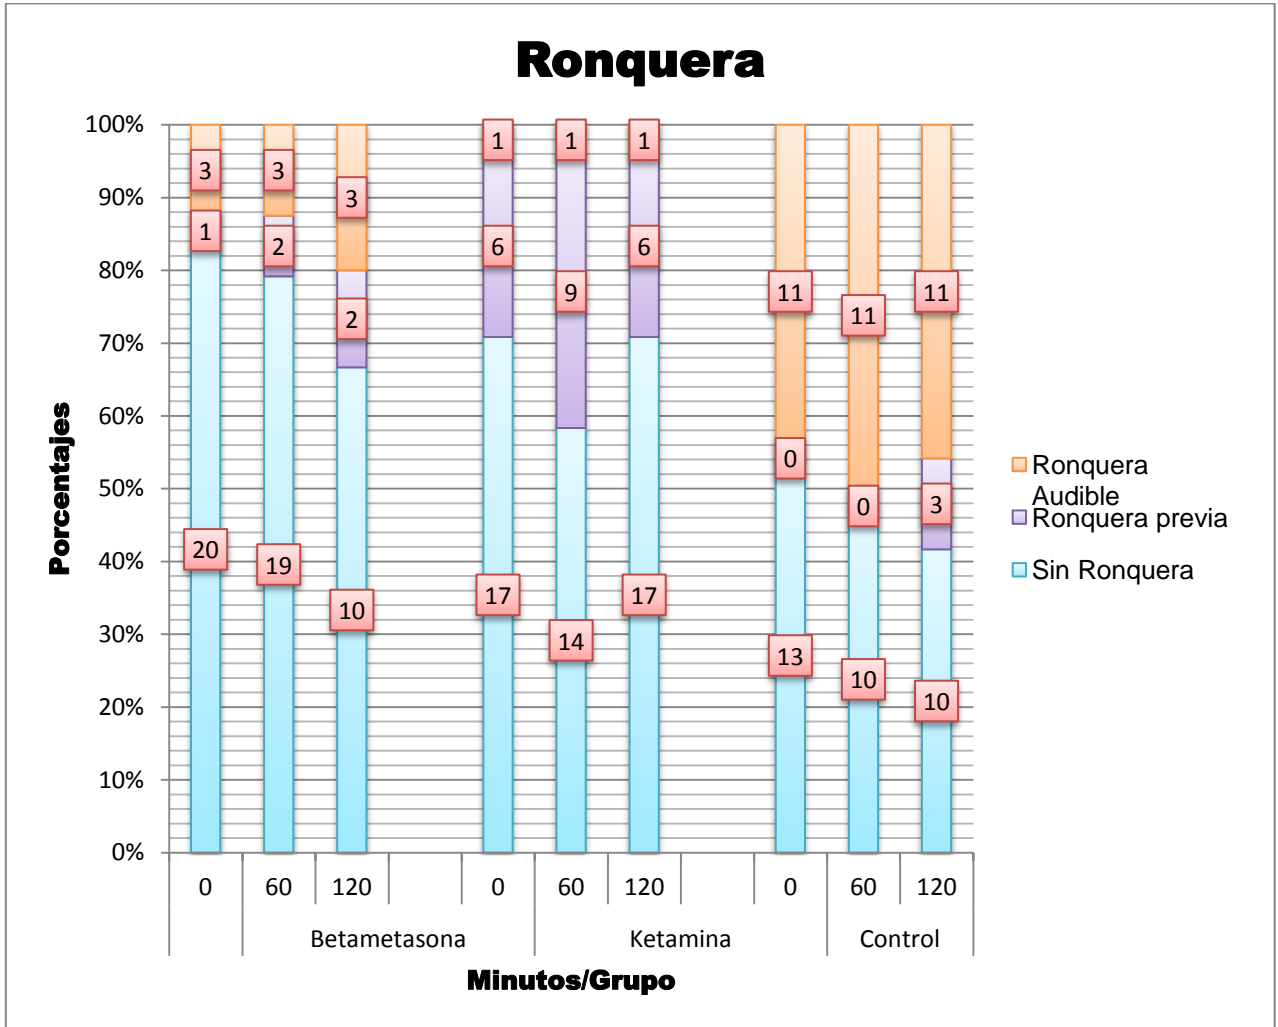 Ronquera
100%
90%
80%
70%
60%
50%
40%
30%
20%
10%
0%
Porcentajes
3 3 3 1 1 1
1 2 2 6 9 6 11 11 11
20 19 10 17 14 17 0 0 3
13 10 10
0 60 120 0 60 120 0 60 120
Betametasona Ketamina Control
Minutos/Grupo
Ronquera
Audible
Ronquera previa
Sin Ronquera